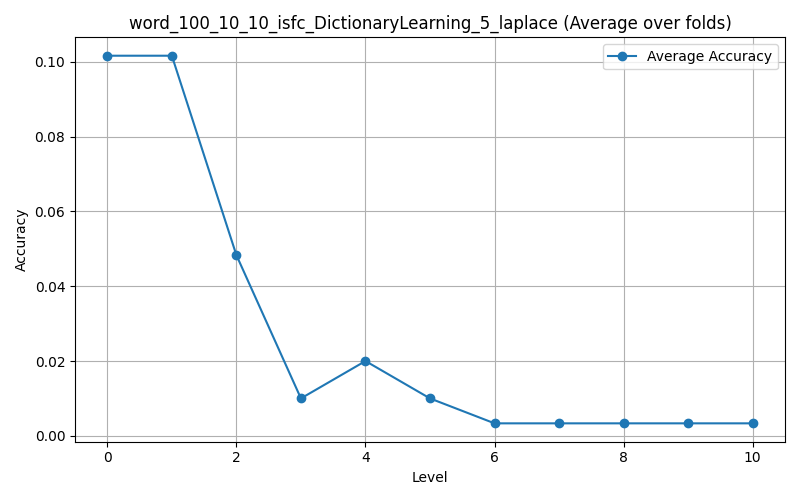 word_100_10_10_isfc_DictionaryLearning_5_laplace (Average over folds)
Average Accuracy
Accuracy
0.10
0.08
0.06
0.04
0.02
0.00
0 2 4 6 8 10
Level